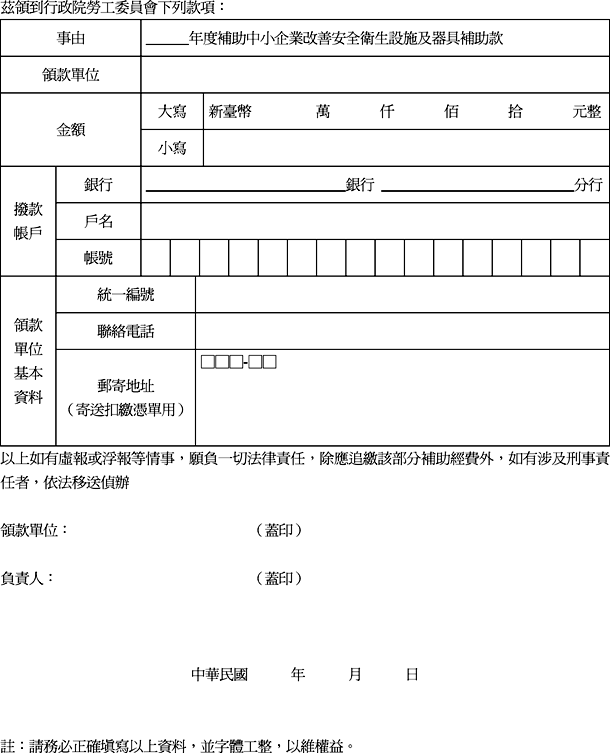 茲領到行政院勞工委員會下列款項：
事由
______年度補助中小企業改善安全衛生設施及器具補助款
領款單位
金額
大寫
新臺幣 萬 仟 佰 拾 元整
小寫
撥款
帳戶
銀行
____________________銀行 ____________________分行
戶名
帳號
領款
單位
基本
資料
統一編號
聯絡電話
郵寄地址
（寄送扣繳憑單用）
□□□-□□
以上如有虛報或浮報等情事，願負一切法律責任，除應追繳該部分補助經費外，如有涉及刑事責
任者，依法移送偵辦
領款單位： （蓋印）
負責人： （蓋印）
中華民國 年 月 日
註：請務必正確填寫以上資料，並字體工整，以維權益。